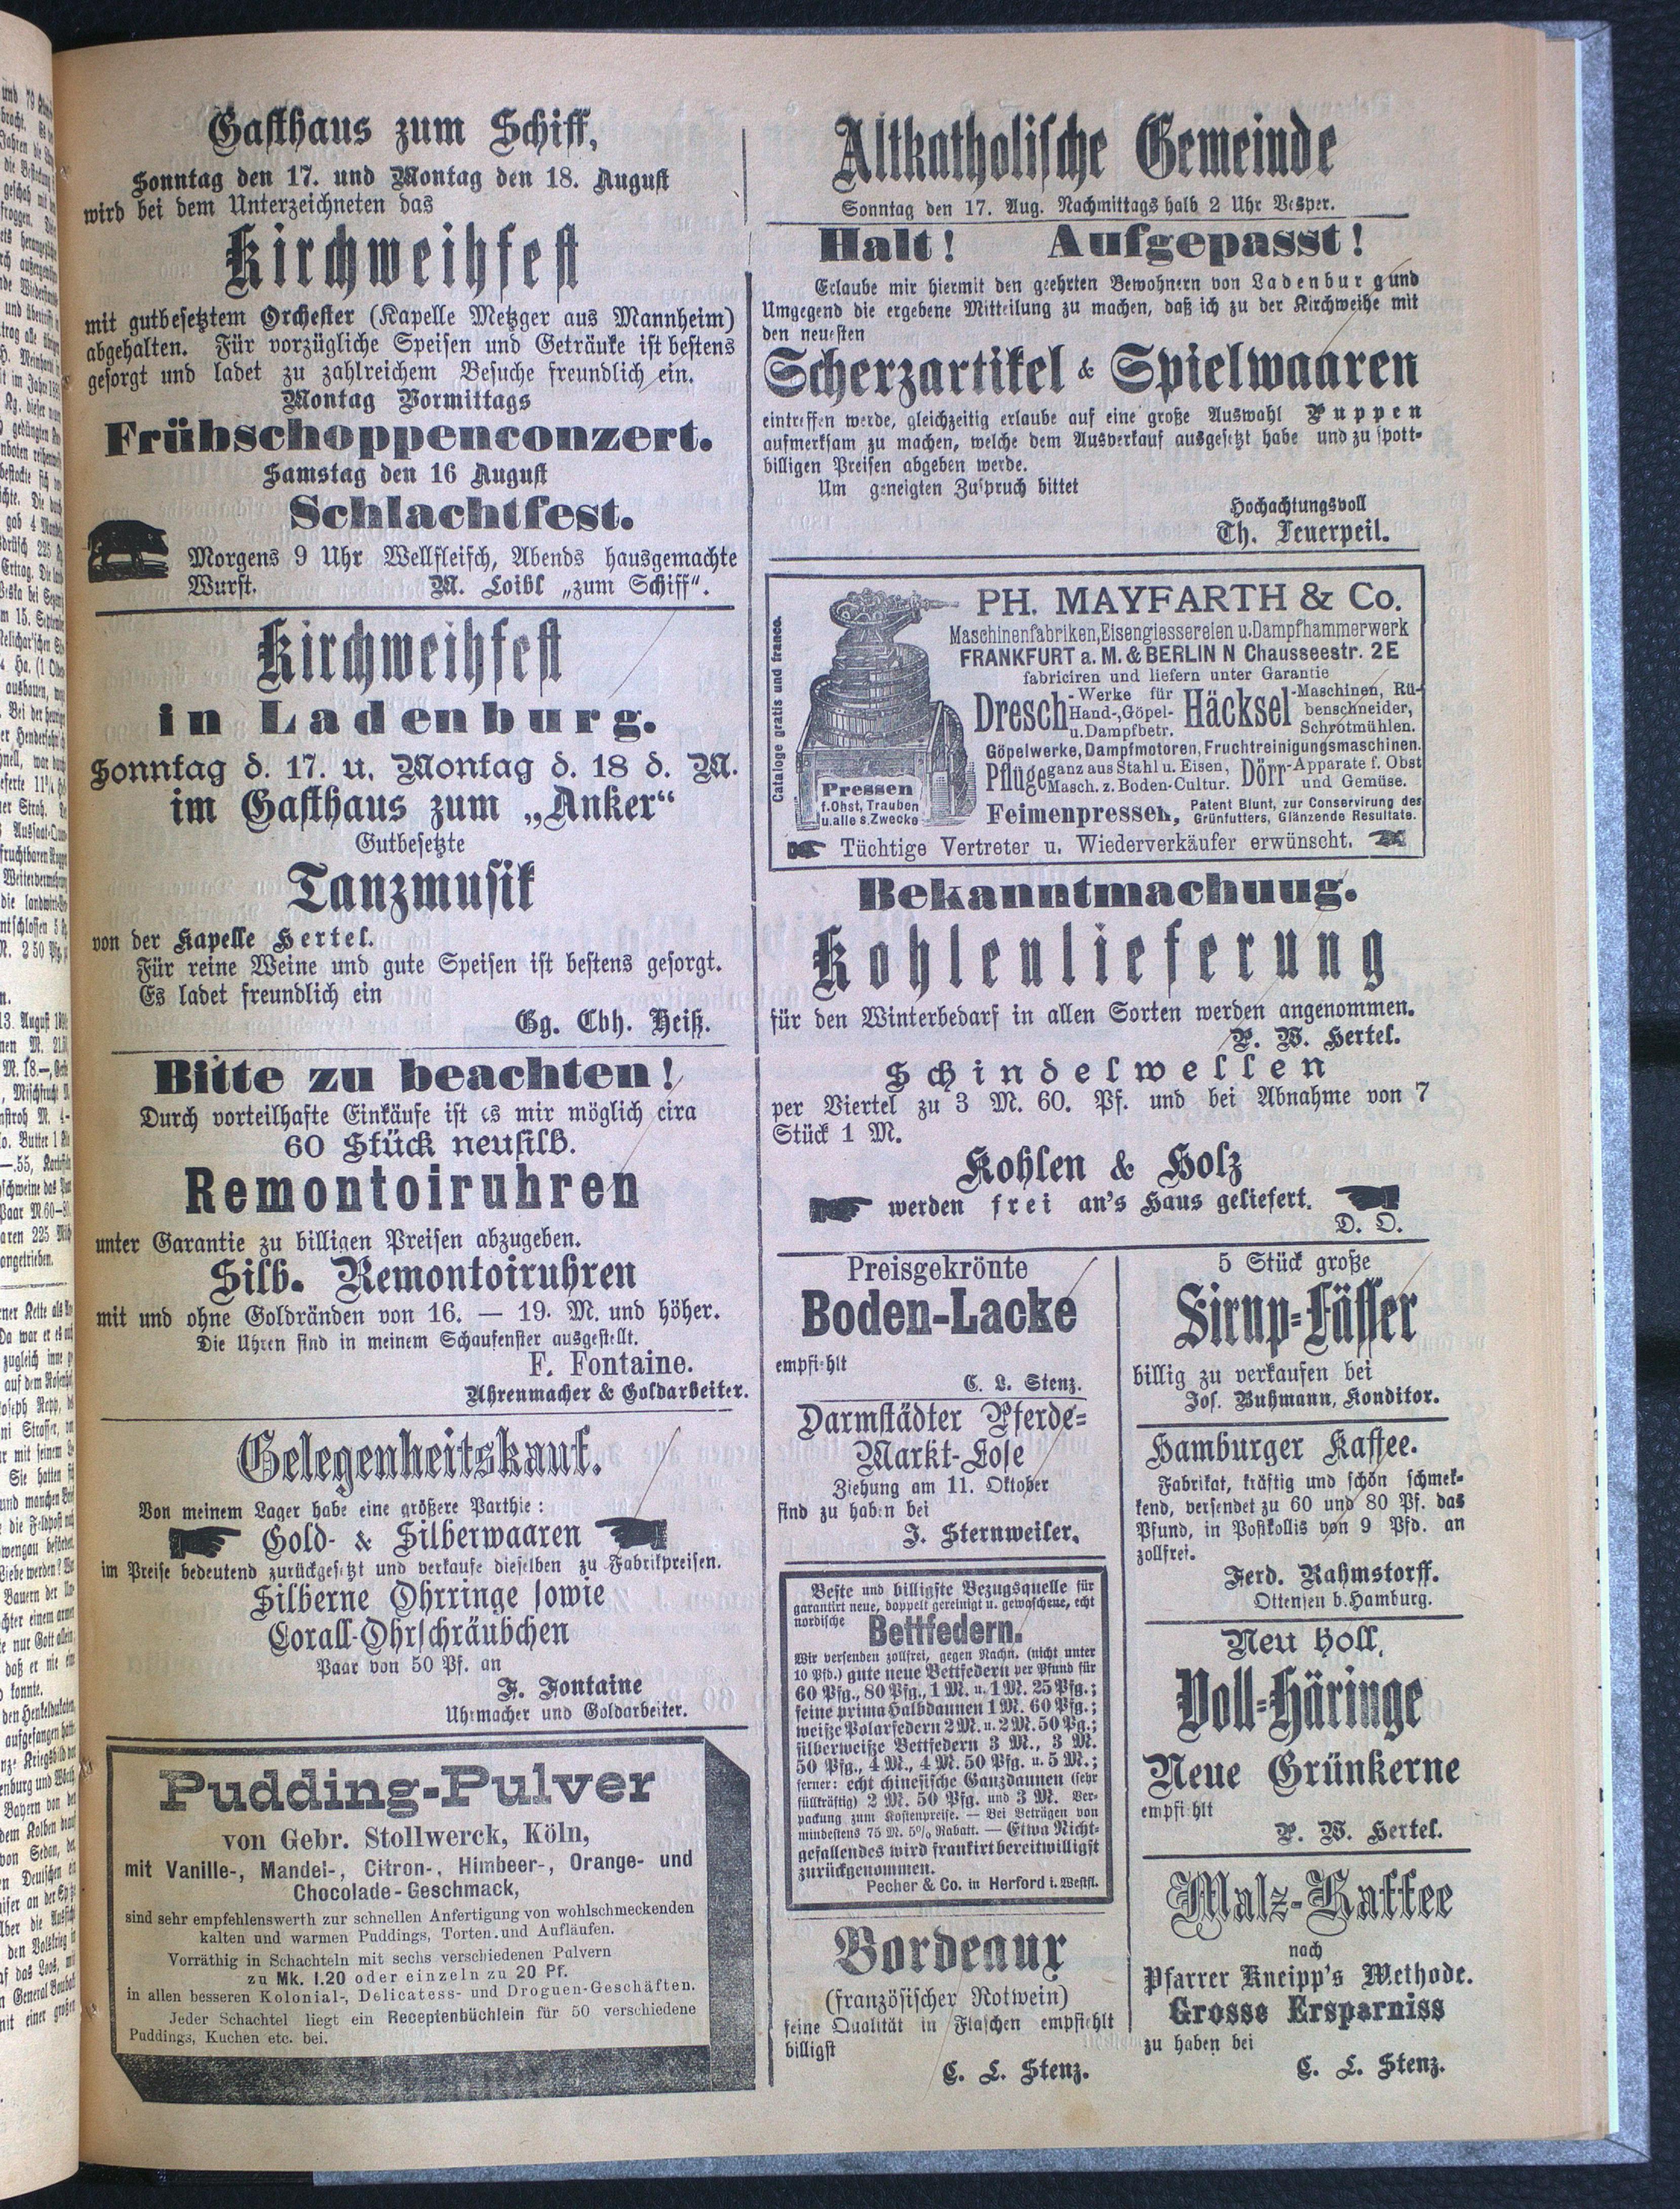 Gasthaus zum Schiff,
Sonntag den 17. und Montag den 18. August
wird bei dem Unterzeichneten das
Kirchweihfest
mit gutbesetztem Orchester (Kapelle Metzger aus Mannheim)
abgehalten. Für vorzügliche Speisen und Getränke ist bestens
gesorgt und ladet zu zahlreichem Besuche freundlich ein.
Montag Vormittags
Frühschoppenconzert.
Samstag den 16 August
Schlachtfest.
Morgens 9 Uhr Wellfleisch, Abends hausgemachte
Wurst. M. Loibl „zum Schiff“.
Kirchweihfest
in Ladenburg.
Sonntag d. 17. u. Montag d. 18 d. M.
im Gasthaus zum „Anker“
Gutbesetzte
Tanzmusik
von der Kapelle Hertel.
Für reine Weine und gute Speisen ist bestens gesorgt.
Es ladet freundlich ein
Gg. Cbh. Heiß.
Bitte zu beachten!
Durch vorteilhafte Einkäufe ist es mir möglich cira
60 Stück neusilb.
Remontoiruhren
unter Garantie zu billigen Preisen abzugeben.
Silb. Remontoiruhren
mit und ohne Goldränden von 16. — 19. M. und höher.
Die Uhren sind in meinem Schaufenster ausgestellt.
F. Fontaine.
Uhrenmacher & Goldarbeiter.
Gelegenheitskauf.
Von meinem Lager habe eine größere Parthie:
Gold- & Silberwaaren
im Preise bedeutend zurückgesetzt und verkaufe dieselben zu Fabrikpreisen.
Silberne Ohrringe sowie
Corall-Ohrschräubchen
Paar von 50 Pf. an
F. Fontaine
Uhrmacher und Goldarbeiter.
Pudding-Pulver
von Gebr. Stollwerck, Köln,
mit Vanille-, Mandel-, Citron-, Himbeer-, Orange- und
Chocolade-Geschmack,
sind sehr empfehlenswerth zur schnellen Anfertigung von wohlschmeckenden
kalten und warmen Puddings, Torten und Aufläufen.
Vorräthig in Schachteln mit sechs verschiedenen Pulvern
zu Mk. 1.20 oder einzeln zu 20 Pf.
in allen besseren Kolonial-, Delicatess- und Droguen-Geschäften.
Jeder Schachtel liegt ein Receptenbüchlein für 50 verschiedene
Puddings, Kuchen etc. bei.
Altkatholische Gemeinde
Sonntag den 17. Aug. Nachmittags halb 2 Uhr Vesper.
Halt! Aufgepasst!
Erlaube mir hiermit den geehrten Bewohnern von Ladenbur gund
Umgegend die ergebene Mitteilung zu machen, daß ich zu der Kirchweihe mit
den neuesten
Scherzartikel & Spielwaaren
eintreffen werde, gleichzeitig erlaube auf eine große Auswahl Puppen
aufmerksam zu machen, welche dem Ausverkauf ausgesetzt habe und zu spott-
billigen Preisen abgeben werde.
Um geneigten Zuspruch bittet
Hochachtungsvoll
Th. Feuerpeil.
Cataloge gratis und franco.
PH. MAYFARTH & Co.
Maschinenfabriken, Eisengiessereien u. Dampfhammerwerk
FRANKFURT a. M. & BERLIN N Chausseestr. 2E
fabriciren und liefern unter Garantie
Dresch-Werke für Hand-, Göpel- u. Dampfbetr. Häcksel-Maschinen, Rü-
benschneider,
Schrotmühlen.
Göpelwerke, Dampfmotoren, Fruchtreinigungsmaschinen.
Pflüge ganz aus Stahl u. Eisen, Masch. z. Boden-Cultur. Dörr-Apparate f. Obst
und Gemüse.
Pressen
f. Obst, Trauben
u. alle s. Zwecke
Feimenpressen, Patent Blunt, zur Conservirung des
Grünfutters, Glänzende Resultate.
Tüchtige Vertreter u. Wiederverkäufer erwünscht.
Bekanntmachuug.
Kohlenlieferung
für den Winterbedarf in allen Sorten werden angenommen.
P. W. Hertel.
Schindelwellen
per Viertel zu 3 M. 60. Pf. und bei Abnahme von 7
Stück 1 M.
Kohlen & Holz
werden frei an's Haus geliefert.
D. O.
Preisgekrönte
Boden-Lacke
empfiehlt
C. L. Stenz.
Darmstädter Pferde-
Markt-Lose
Ziehung am 11. Oktober
sind zu haben bei
J. Sternweiler.
Beste und billigste Bezugsquelle für
garantirt neue, doppelt gereinigt u. gewaschene, echt
nordische
Bettfedern.
Wir versenden zollfrei, gegen Nachn. (nicht unter
10 Pfd.) gute neue Bettfedern per Pfund für
60 Pfg., 80 Pfg., 1 M. u. 1 M. 25 Pfg.;
feine prima Halbdaunen 1 M. 60 Pfg.;
weiße Polarfedern 2 M. u. 2 M. 50 Pg.;
silberweiße Bettfedern 3 M., 3 M.
50 Pfg., 4 M., 4 M. 50 Pfg. u. 5 M.;
ferner: echt chinesische Ganzdaunen (sehr
füllkräftig) 2 M. 50 Pfg. und 3 M. Ver-
packung zum Kostenpreise. — Bei Beträgen von
mindestens 75 M. 5% Rabatt. — Etwa Nicht-
gefallendes wird frankirt bereitwilligst
zurückgenommen.
Pecher & Co. in Herford i. Westfl.
Bordeaux
(französischer Rotwein)
feine Qualität in Flaschen empfiehlt
billigst
C. L. Stenz.
5 Stück große
Sirup-Fässer
billig zu verkaufen bei
Jos. Buhmann, Konditor.
Hamburger Kaffee.
Fabrikat, kräftig und schön schmek-
kend, versendet zu 60 und 80 Pf. das
Pfund, in Postkollis von 9 Pfd. an
zollfrei.
Ferd. Rahmstorff.
Ottensen b. Hamburg.
Neu holl,
Voll-Häringe
Neue Grünkerne
empfiehlt
P. W. Hertel.
Malz-Kaffee
nach
Pfarrer Kneipp's Methode.
Grosse Ersparniss
zu haben bei
C. L. Stenz.